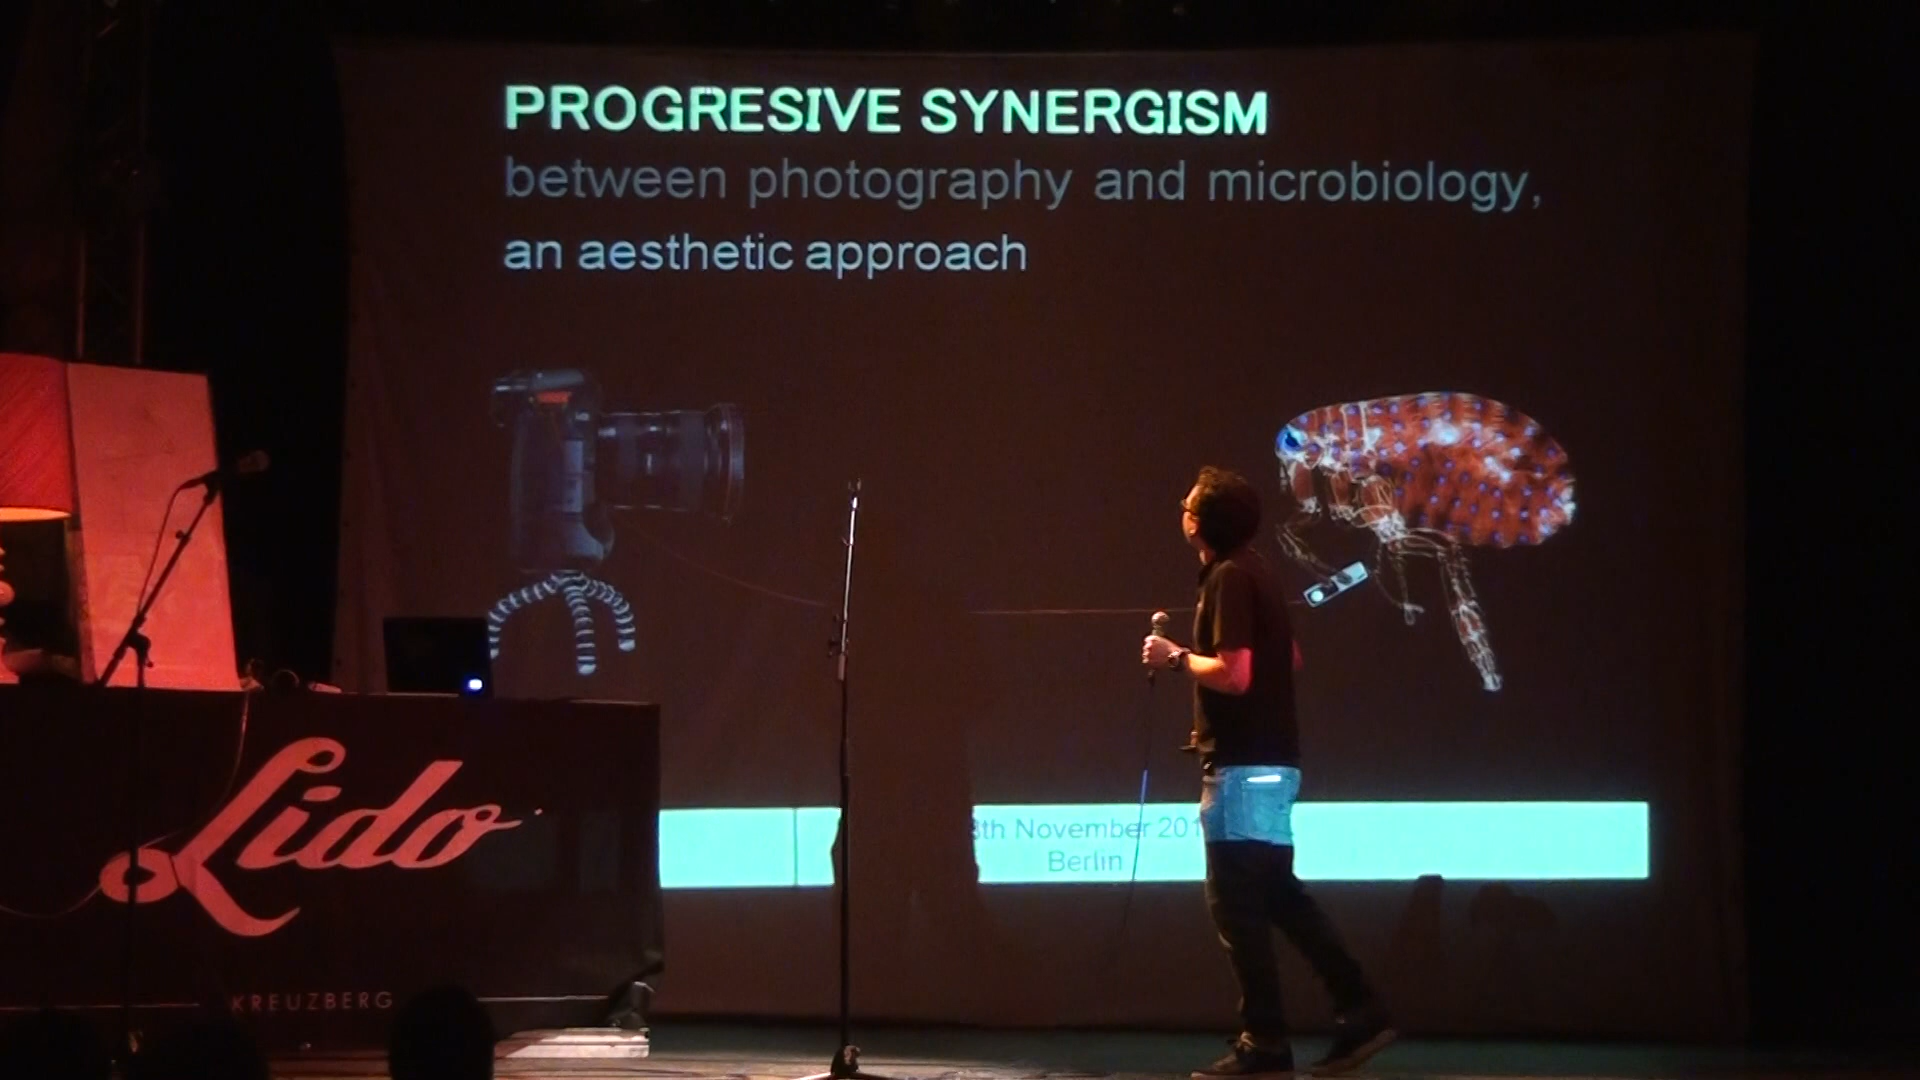 PROGRESIVE SYNERGISM
between photography and microbiology,
an aesthetic approach
November
Berlin
Lido
KREUZBERG